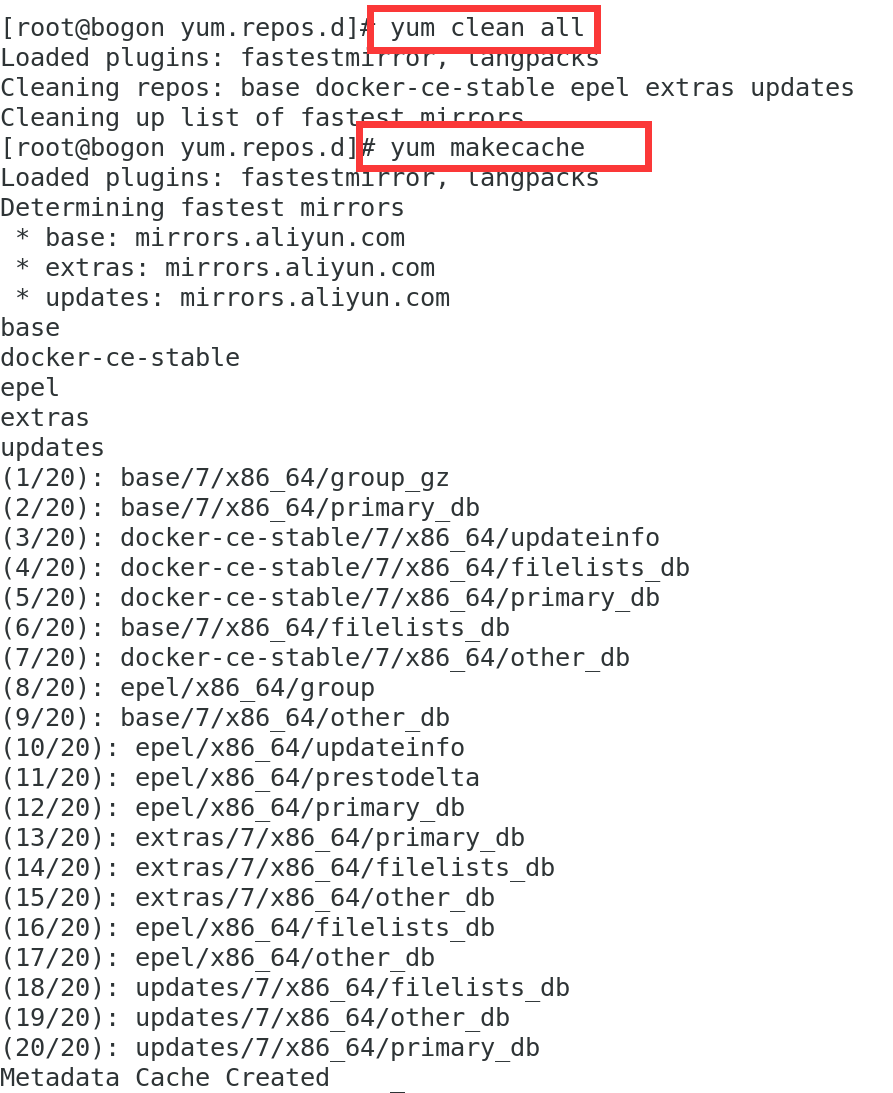 [root@bogon yum.repos.d]# yum clean all
Loaded plugins: fastestmirror, langpacks
Cleaning repos: base docker-ce-stable epel extras updates
Cleaning up list of fastest mirrors
[root@bogon yum.repos.d]# yum makecache
Loaded plugins: fastestmirror, langpacks
Determining fastest mirrors
 * base: mirrors.aliyun.com
 * extras: mirrors.aliyun.com
 * updates: mirrors.aliyun.com
base
docker-ce-stable
epel
extras
updates
(1/20): base/7/x86_64/group_gz
(2/20): base/7/x86_64/primary_db
(3/20): docker-ce-stable/7/x86_64/updateinfo
(4/20): docker-ce-stable/7/x86_64/filelists_db
(5/20): docker-ce-stable/7/x86_64/primary_db
(6/20): base/7/x86_64/filelists_db
(7/20): docker-ce-stable/7/x86_64/other_db
(8/20): epel/x86_64/group
(9/20): base/7/x86_64/other_db
(10/20): epel/x86_64/updateinfo
(11/20): epel/x86_64/prestodelta
(12/20): epel/x86_64/primary_db
(13/20): extras/7/x86_64/primary_db
(14/20): extras/7/x86_64/filelists_db
(15/20): extras/7/x86_64/other_db
(16/20): epel/x86_64/filelists_db
(17/20): epel/x86_64/other_db
(18/20): updates/7/x86_64/filelists_db
(19/20): updates/7/x86_64/other_db
(20/20): updates/7/x86_64/primary_db
Metadata Cache Created